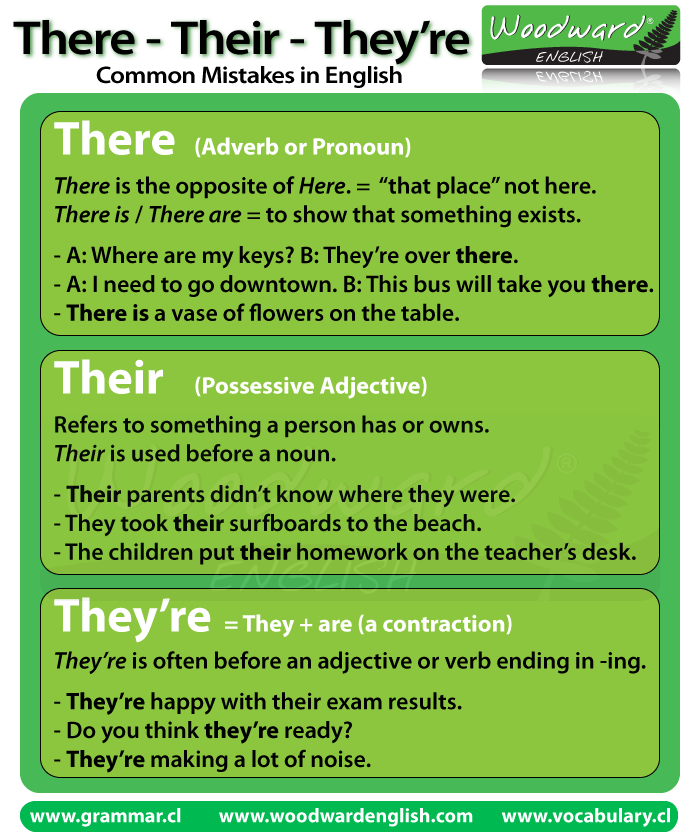 There - Their - They’re
Common Mistakes in English
Woodward®
ENGLISH
There (Adverb or Pronoun)
There is the opposite of Here. = “that place” not here.
There is / There are = to show that something exists.
- A: Where are my keys? B: They’re over there.
- A: I need to go downtown. B: This bus will take you there.
- There is a vase of flowers on the table.
Their (Possessive Adjective)
Refers to something a person has or owns.
Their is used before a noun.
- Their parents didn’t know where they were.
- They took their surfboards to the beach.
- The children put their homework on the teacher’s desk.
Woodward®
ENGLISH
They’re = They + are (a contraction)
They’re is often before an adjective or verb ending in -ing.
- They’re happy with their exam results.
- Do you think they’re ready?
- They’re making a lot of noise.
www.grammar.cl www.woodwardenglish.com www.vocabulary.cl